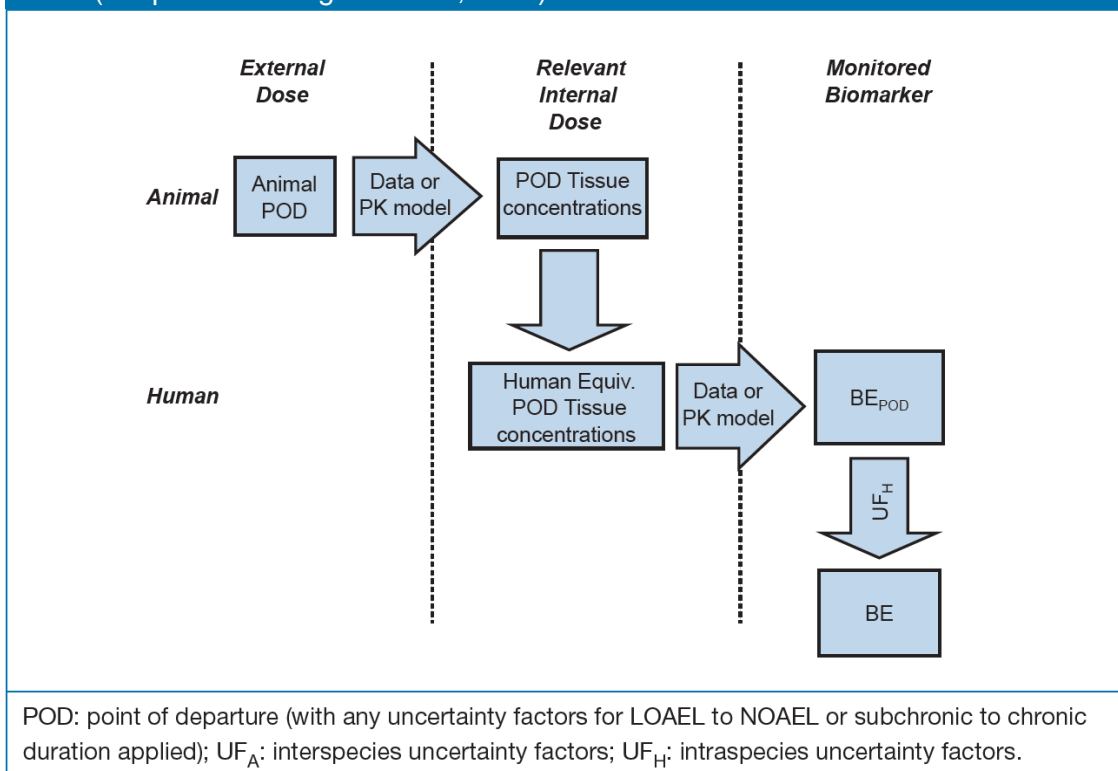 External
Dose
Relevant
Internal
Dose
Monitored
Biomarker
Animal
Animal
POD
Data or
PK model
POD Tissue
concentrations
Human
Human Equiv.
POD Tissue
concentrations
Data or
PK model
BEPOD
UFH
BE
POD: point of departure (with any uncertainty factors for LOAEL to NOAEL or subchronic to chronic
duration applied); UFA: interspecies uncertainty factors; UFH: intraspecies uncertainty factors.